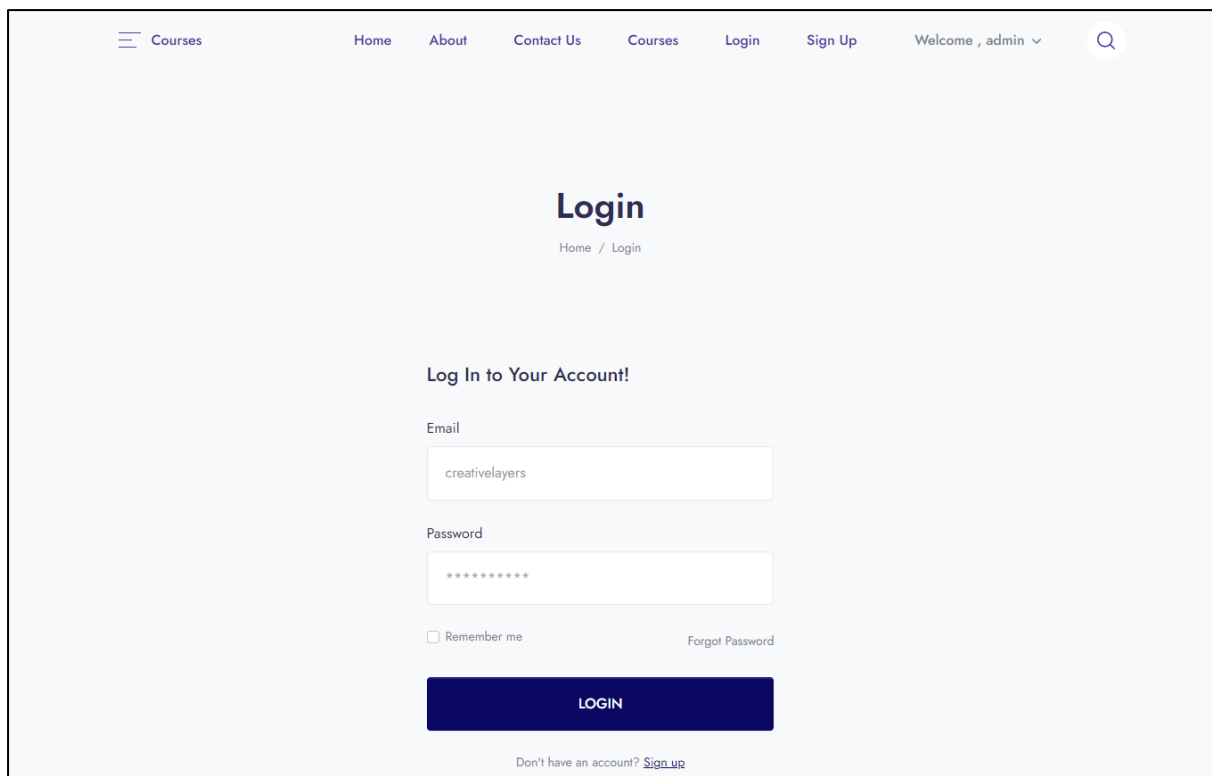 Courses Home About Contact Us Courses Login Sign Up Welcome , admin
Login
Home / Login
Log In to Your Account!
Email
creativelayers
Password
**********
Remember me Forgot Password
LOGIN
Don't have an account? Sign up